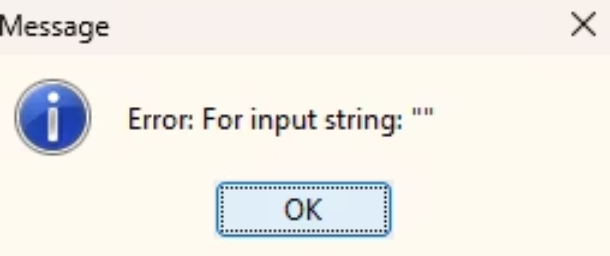 Message
Error: For input string: ""
OK